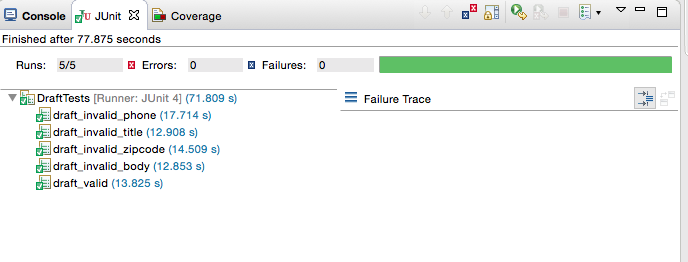 Console JUnit Coverage
Finished after 77.875 seconds
Runs: 5/5 Errors: 0 Failures: 0
DraftTests [Runner: JUnit 4] (71.809 s)
Failure Trace
draft_invalid_phone (17.714 s)
draft_invalid_title (12.908 s)
draft_invalid_zipcode (14.509 s)
draft_invalid_body (12.853 s)
draft_valid (13.825 s)